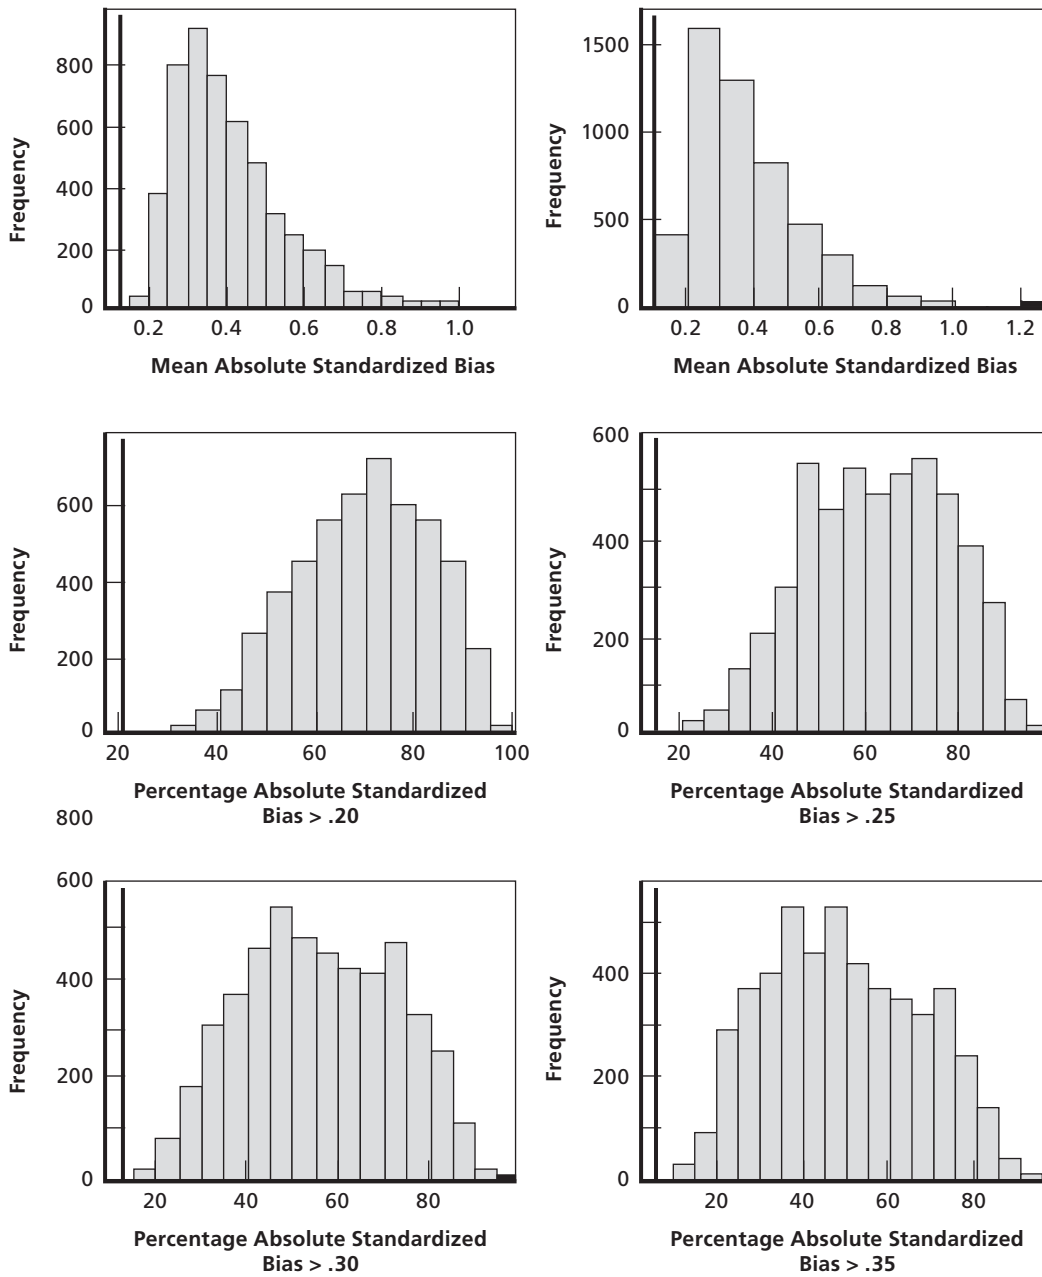 Frequency
800
600
400
200
0
0.2 0.4 0.6 0.8 1.0
Mean Absolute Standardized Bias
Frequency
1500
1000
500
0
0.2 0.4 0.6 0.8 1.0 1.2
Mean Absolute Standardized Bias
Frequency
600
400
200
0
20 40 60 80 100
Percentage Absolute Standardized
Bias > .20
800
Frequency
600
400
200
0
20 40 60 80
Percentage Absolute Standardized
Bias > .25
Frequency
600
400
200
0
20 40 60 80
Percentage Absolute Standardized
Bias > .30
Frequency
400
200
0
20 40 60 80
Percentage Absolute Standardized
Bias > .35